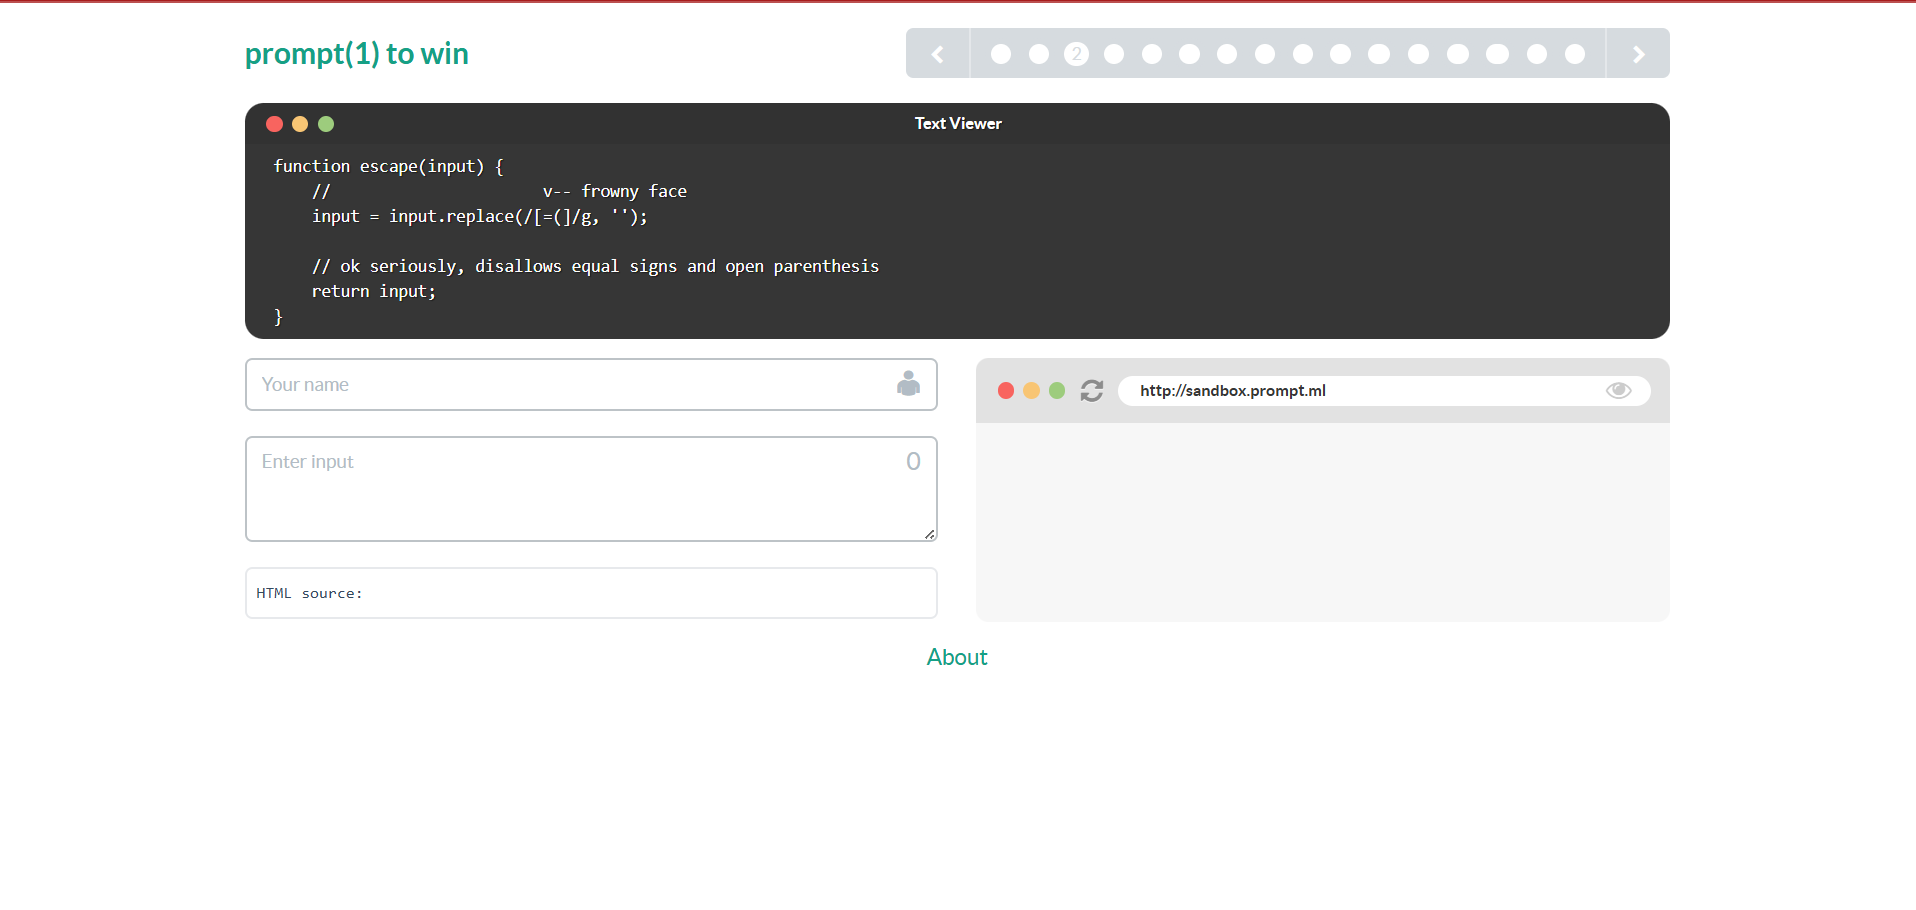 prompt(1) to win
2
Text Viewer
function escape(input) {
    //                      v-- frowny face
    input = input.replace(/[=(]/g, '');

    // ok seriously, disallows equal signs and open parenthesis
    return input;
}
Your name
http://sandbox.prompt.ml
Enter input
0
HTML source:
About